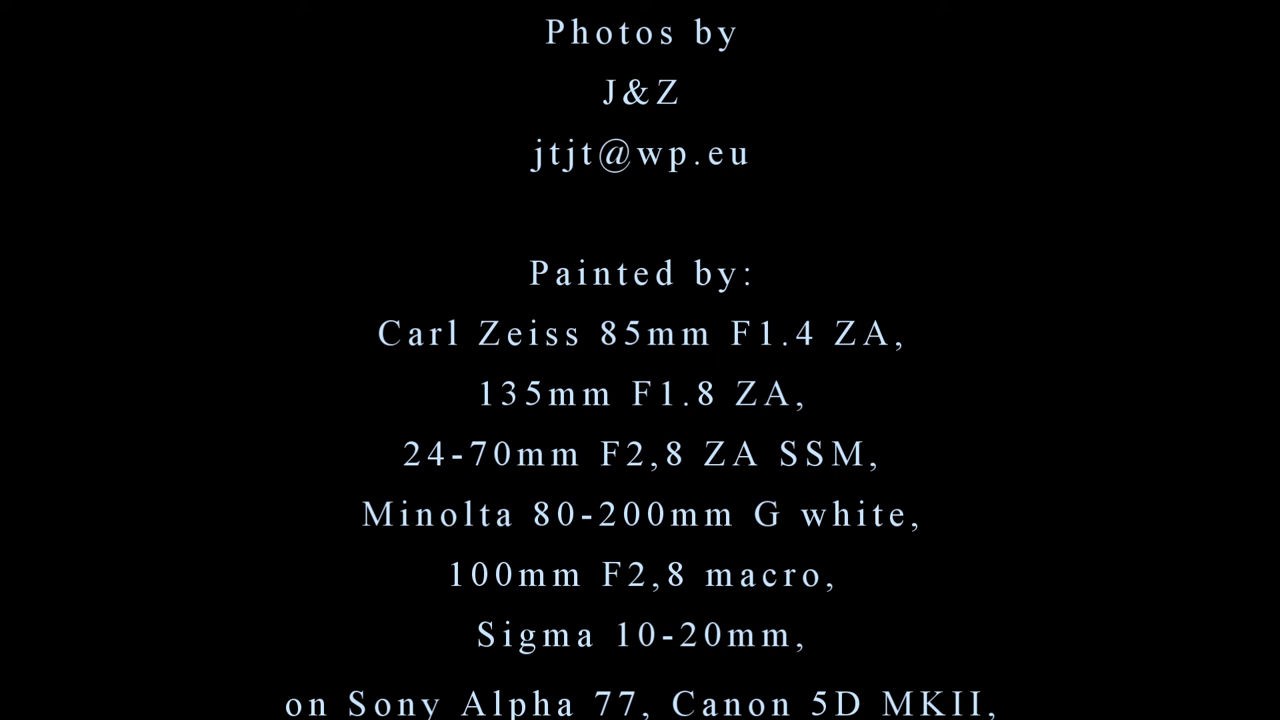 Photos by
J&Z
jtjt@wp.eu
Painted by:
Carl Zeiss 85mm F1.4 ZA,
135mm F1.8 ZA,
24-70mm F2,8 ZA SSM,
Minolta 80-200mm G white,
100mm F2,8 macro,
Sigma 10-20mm,
on Sony Alpha 77, Canon 5D MKII,